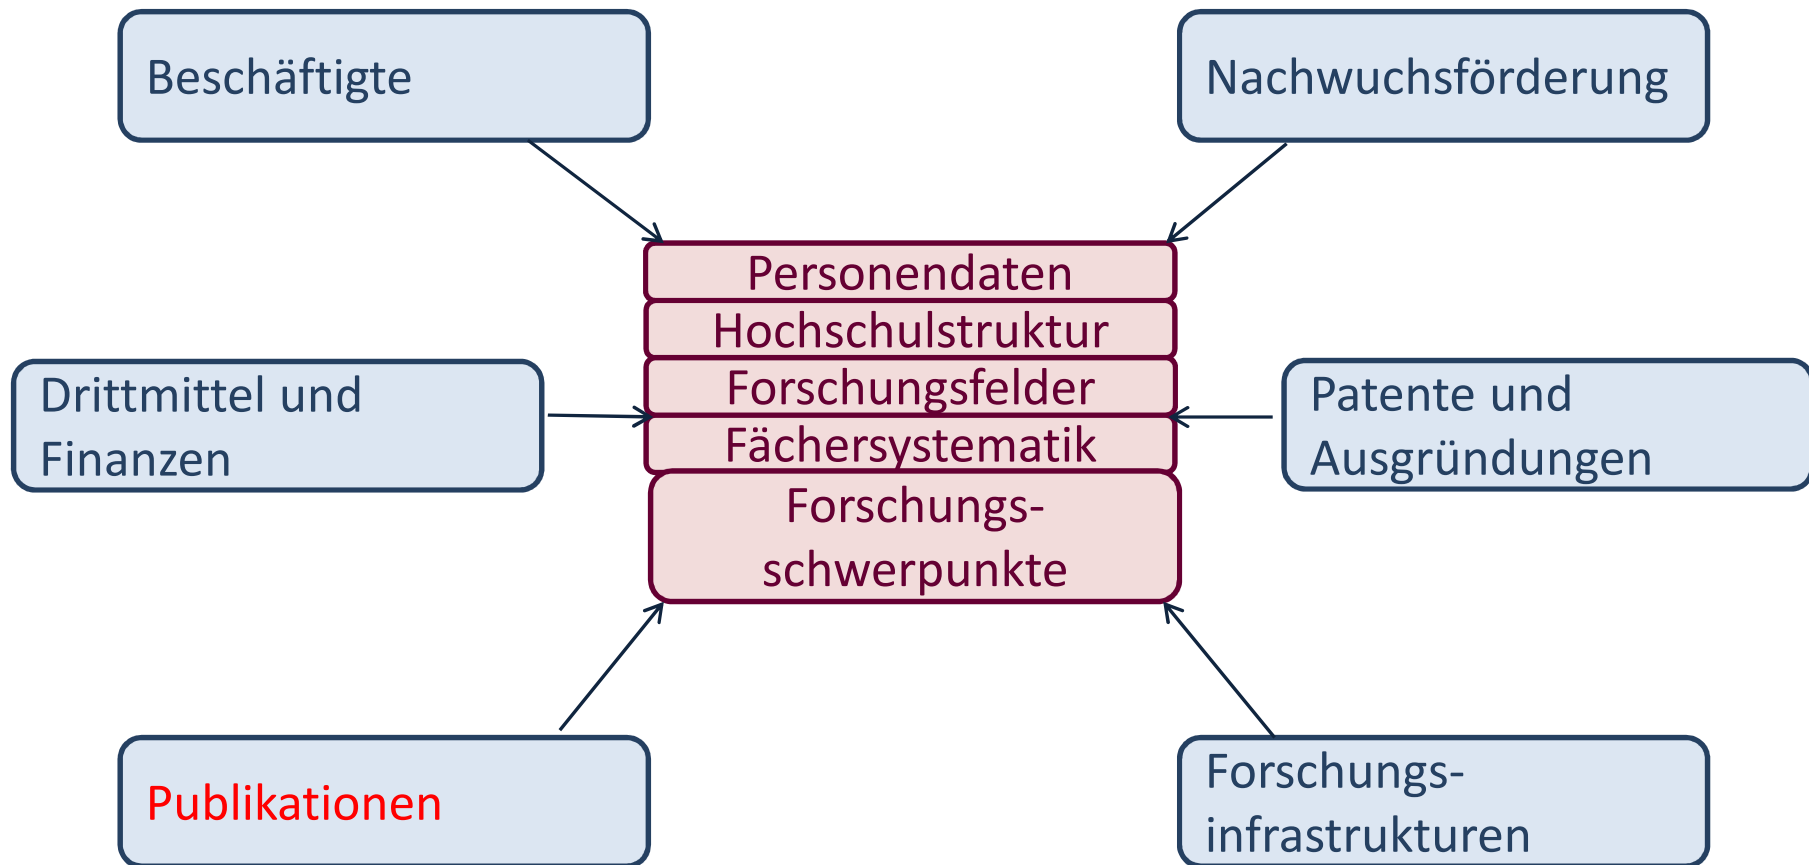 Beschäftigte
Nachwuchsförderung
Personendaten
Hochschulstruktur
Forschungsfelder
Fächersystematik
Forschungs-
schwerpunkte
Drittmittel und
Finanzen
Patente und
Ausgründungen
Publikationen
Forschungs-
infrastrukturen